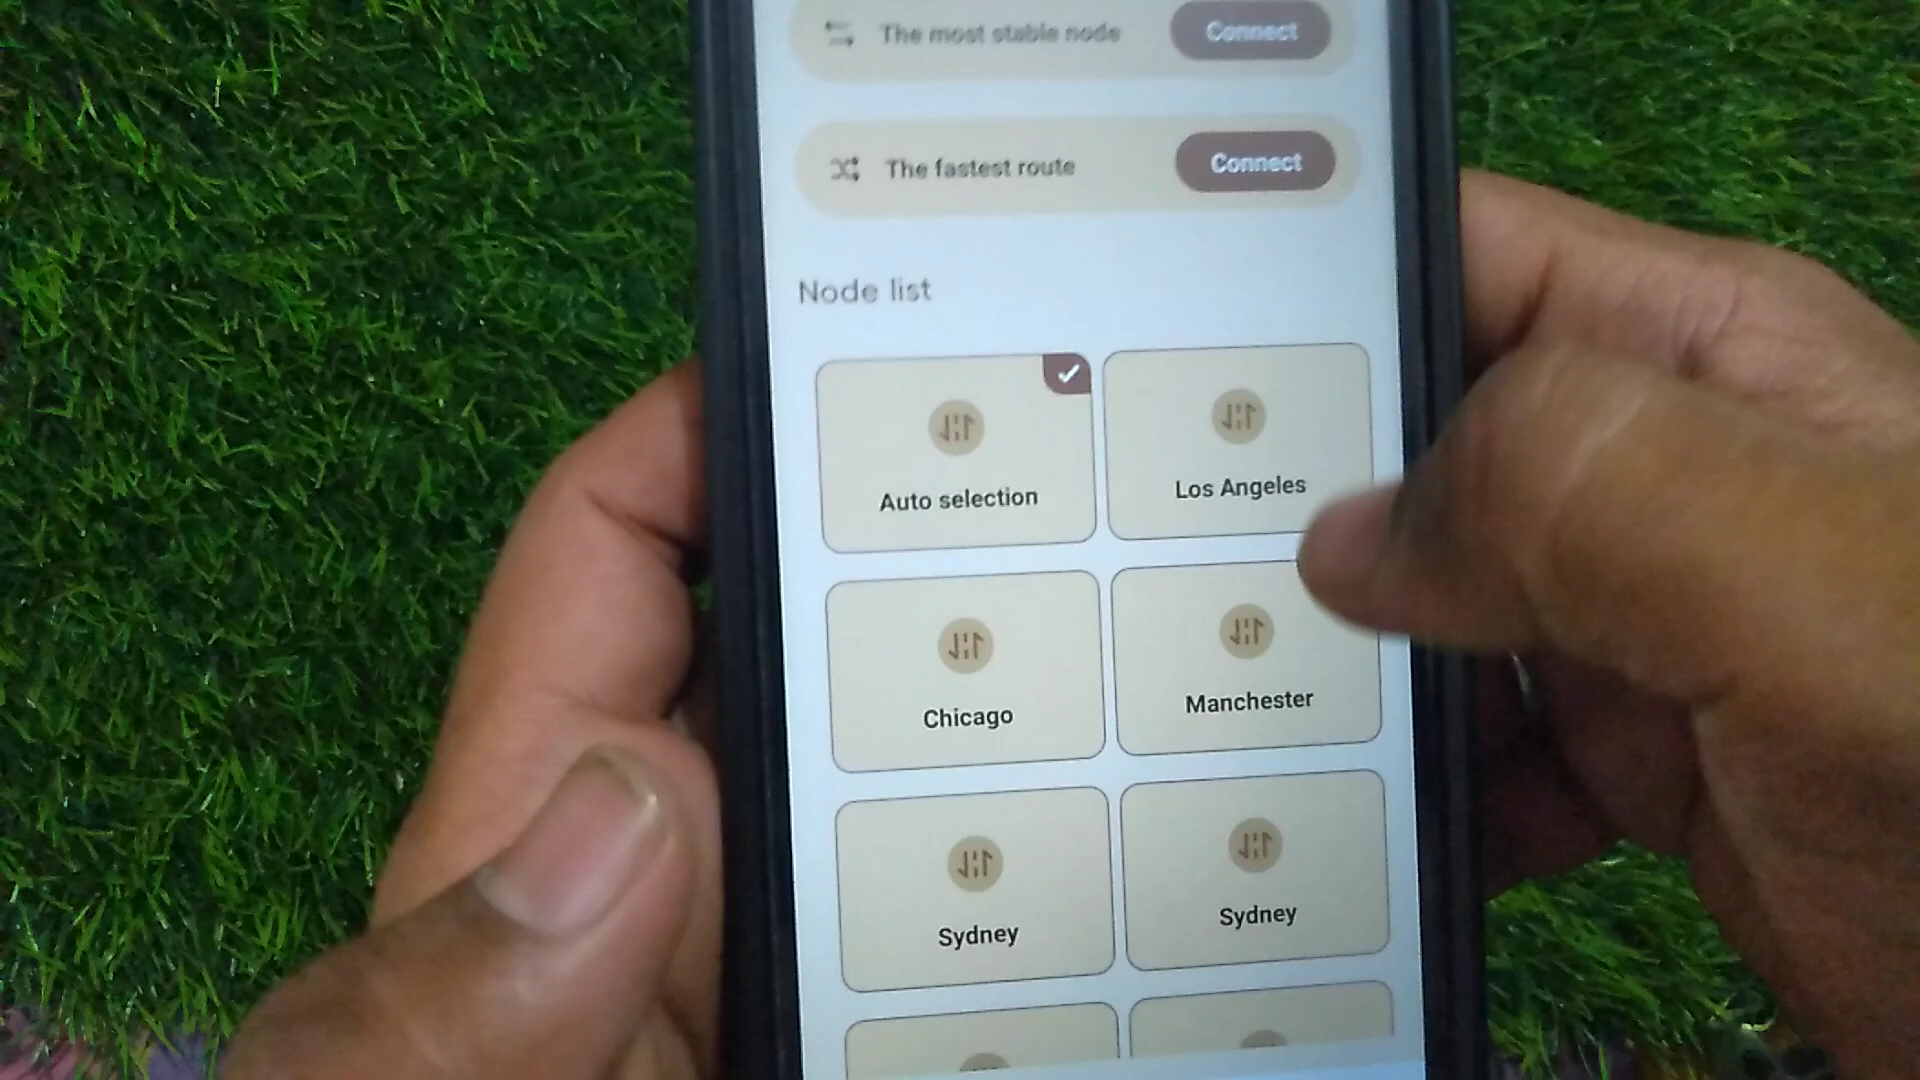 The most stable node
Connect
The fastest route
Connect
Node list
Auto selection
Los Angeles
Chicago
Manchester
Sydney
Sydney